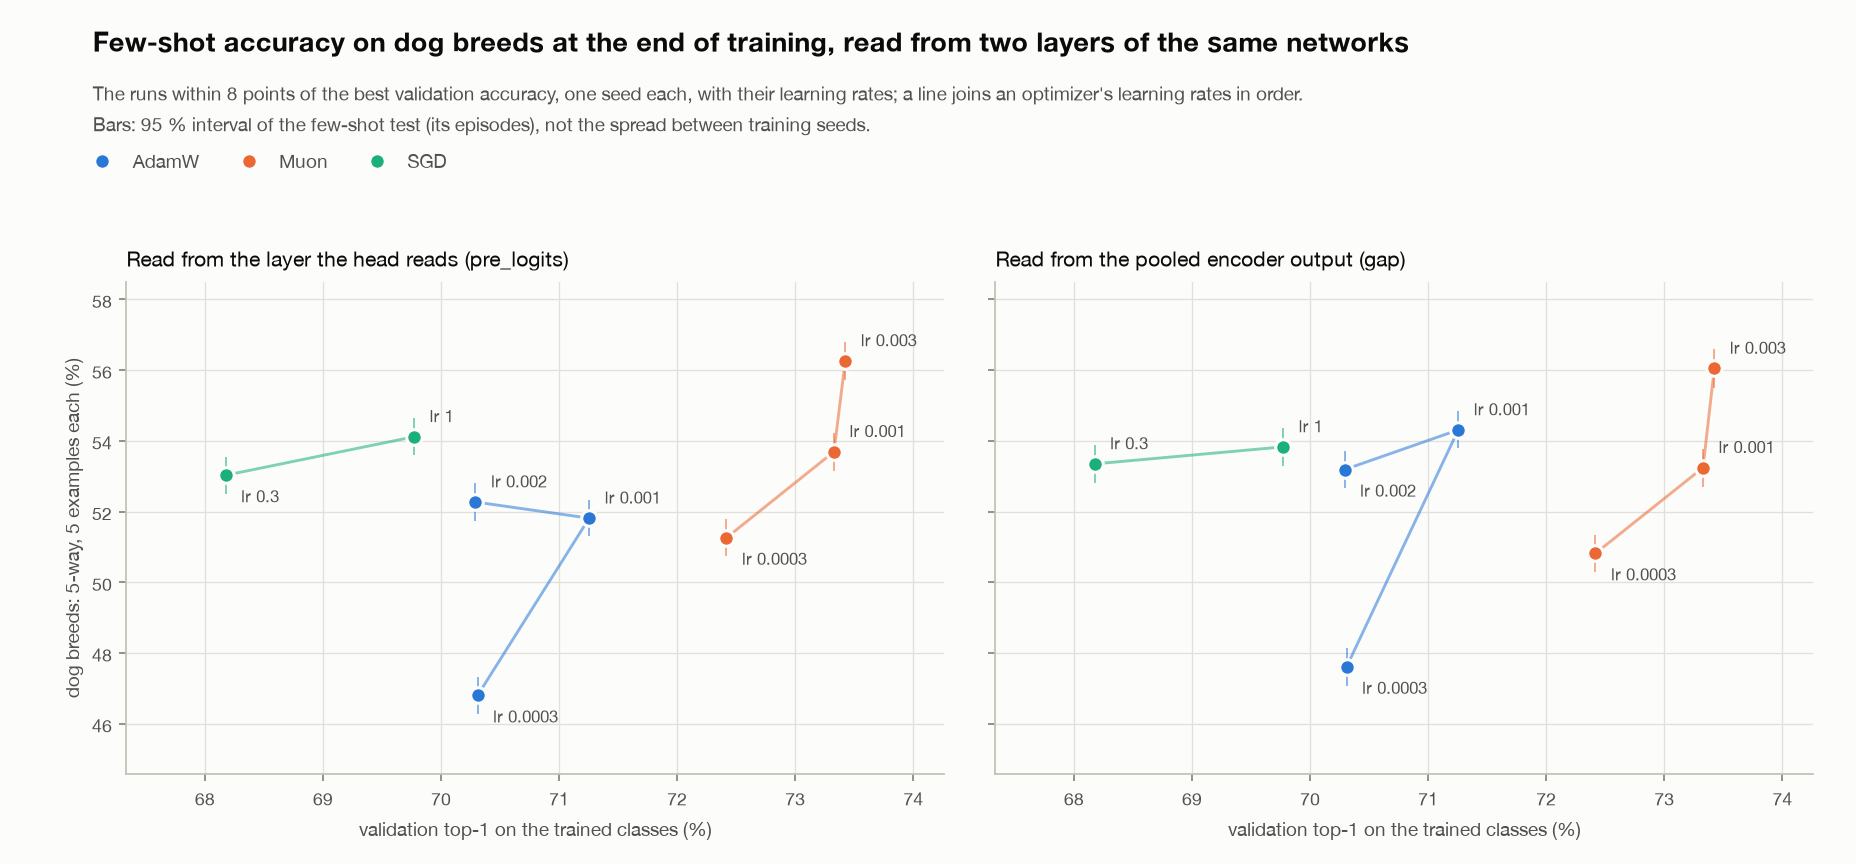 Few-shot accuracy on dog breeds at the end of training, read from two layers of the same networks
The runs within 8 points of the best validation accuracy, one seed each, with their learning rates; a line joins an optimizer's learning rates in order.
Bars: 95 % interval of the few-shot test (its episodes), not the spread between training seeds.
AdamW Muon SGD
Read from the layer the head reads (pre_logits)
dog breeds: 5-way, 5 examples each (%)
58
56
54
52
50
48
46
lr 0.003
lr 1
lr 0.001
lr 0.002
lr 0.3
lr 0.001
lr 0.0003
lr 0.0003
68 69 70 71 72 73 74
validation top-1 on the trained classes (%)
Read from the pooled encoder output (gap)
lr 0.003
lr 0.001
lr 1
lr 0.3
lr 0.001
lr 0.002
lr 0.0003
lr 0.0003
68 69 70 71 72 73 74
validation top-1 on the trained classes (%)